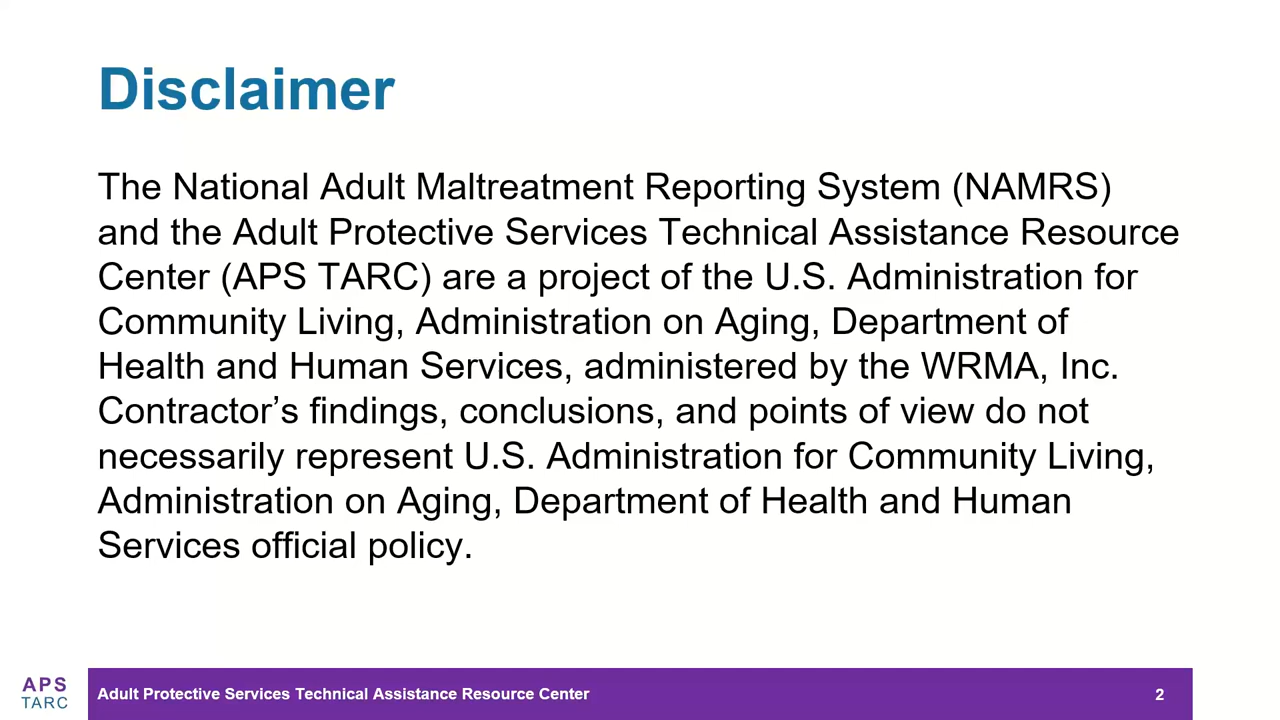 Disclaimer
The National Adult Maltreatment Reporting System (NAMRS)
and the Adult Protective Services Technical Assistance Resource
Center (APS TARC) are a project of the U.S. Administration for
Community Living, Administration on Aging, Department of
Health and Human Services, administered by the WRMA, Inc.
Contractor’s findings, conclusions, and points of view do not
necessarily represent U.S. Administration for Community Living,
Administration on Aging, Department of Health and Human
Services official policy.
APS
TARC
Adult Protective Services Technical Assistance Resource Center
2